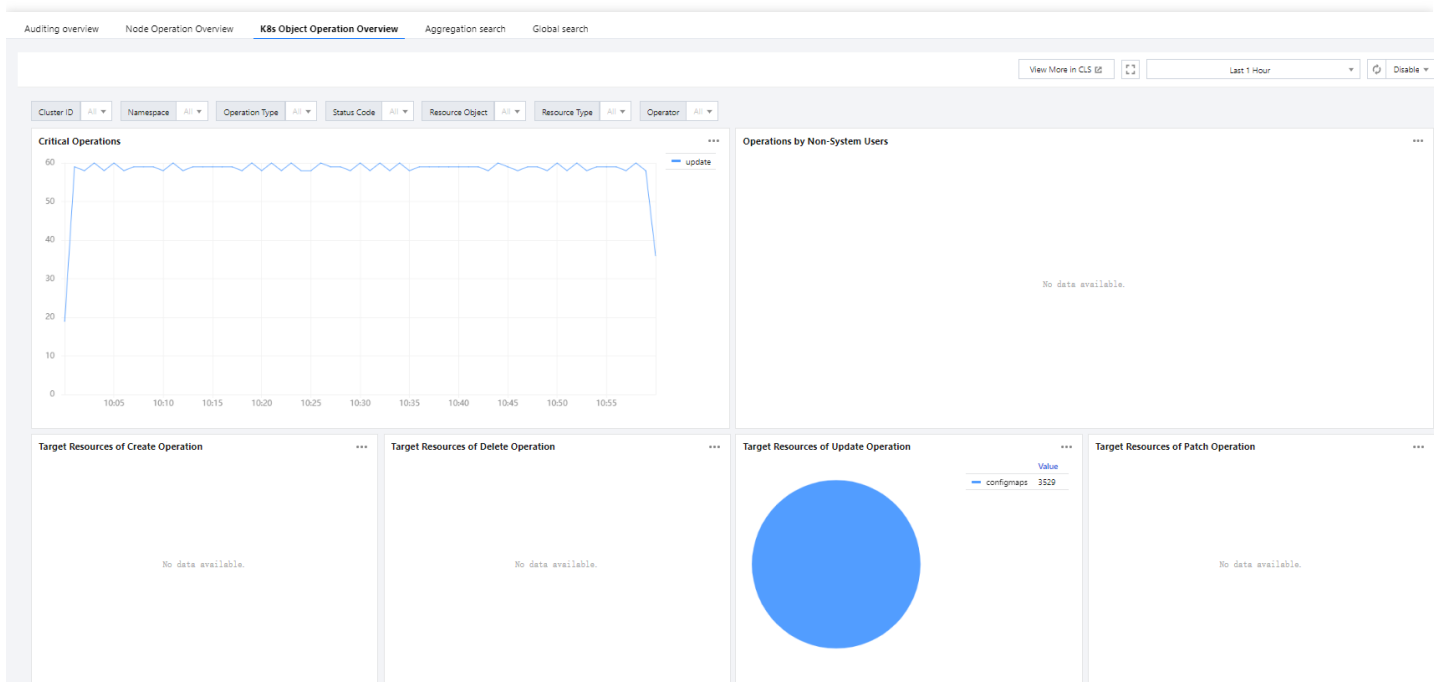 Auditing overview Node Operation Overview K8s Object Operation Overview Aggregation search Global search
View More in CLS Last 1 Hour Disable
Cluster ID All Namespace All Operation Type All Status Code All Resource Object All Resource Type All Operator All
Critical Operations
update
60
50
40
30
20
10
0
10:05 10:10 10:15 10:20 10:25 10:30 10:35 10:40 10:45 10:50 10:55
Operations by Non-System Users
No data available.
Target Resources of Create Operation
No data available.
Target Resources of Delete Operation
No data available.
Target Resources of Update Operation
Value
configmaps 3529
Target Resources of Patch Operation
No data available.